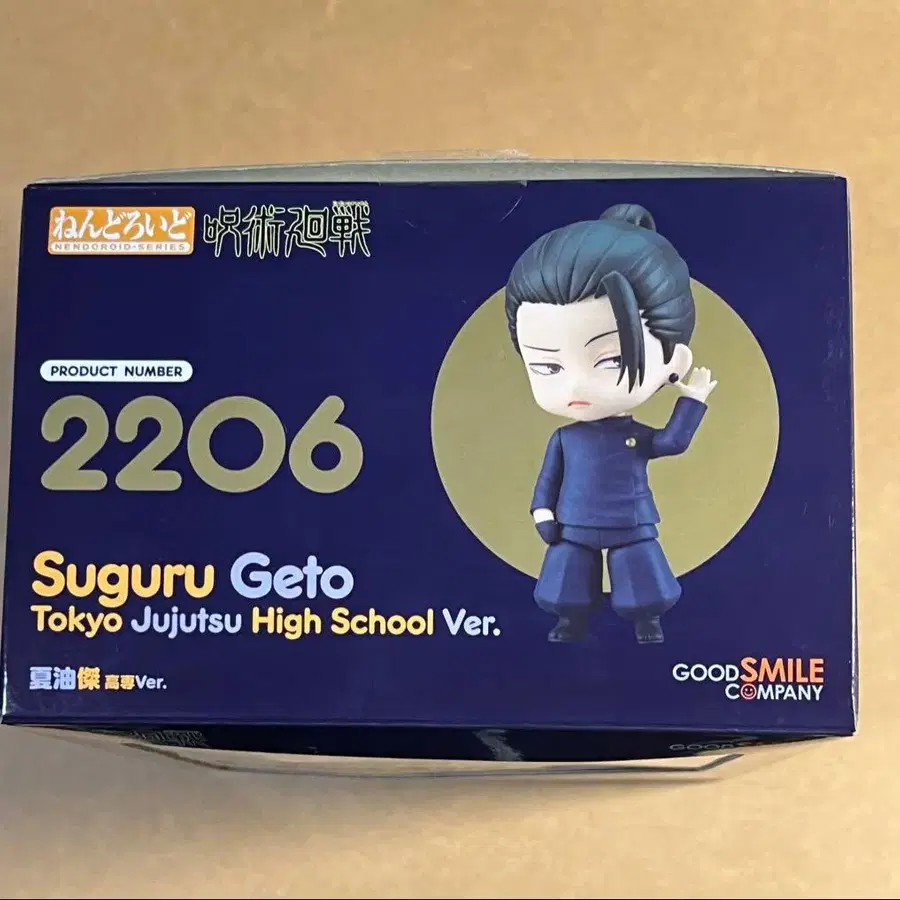 ねんどろいど
NENDOROID·SERIES
呪術廻戦
PRODUCT NUMBER
2206
Suguru Geto
Tokyo Jujutsu High School Ver.
夏油傑 高専Ver.
GOOD SMILE
COMPANY